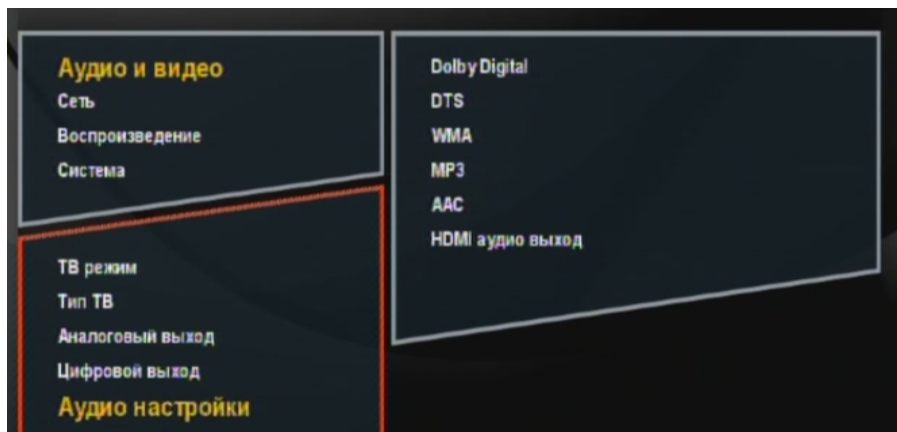 Аудио и видео
Сеть
Воспроизведение
Система
ТВ режим
Тип ТВ
Аналоговый выход
Цифровой выход
Аудио настройки
Dolby Digital
DTS
WMA
MP3
AAC
HDMI аудио выход